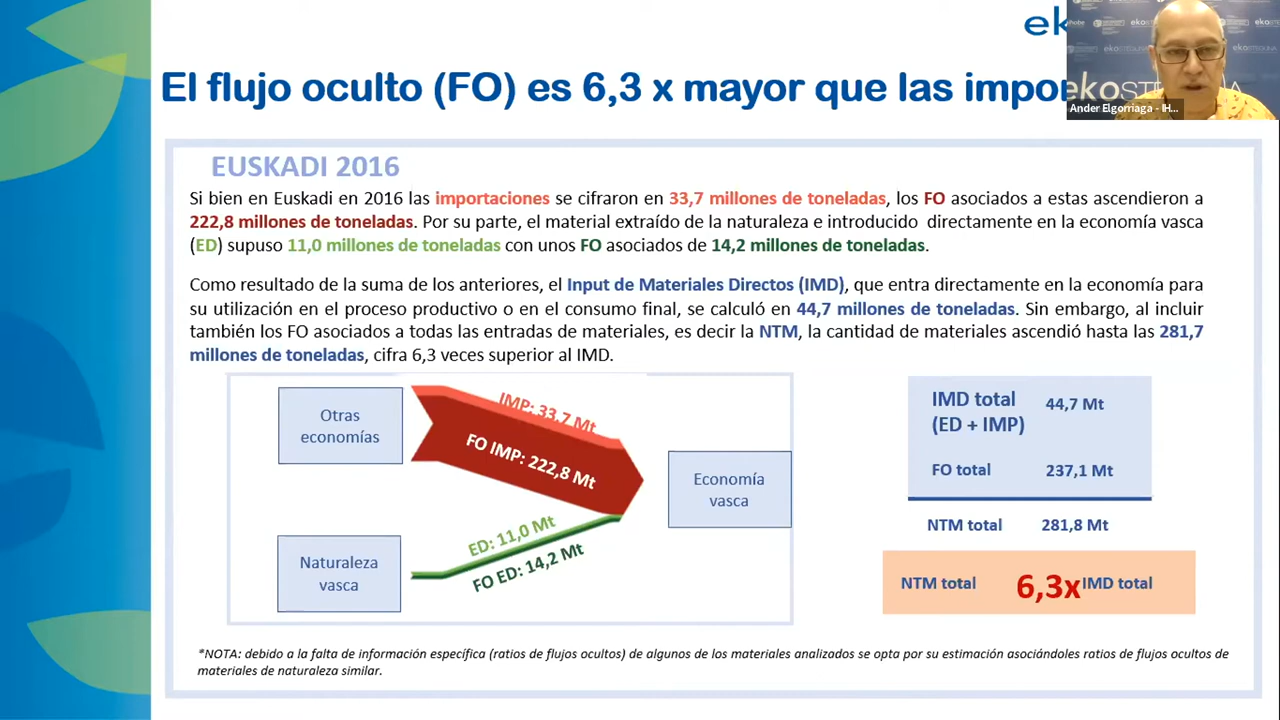 ek
El flujo oculto (FO) es 6,3 x mayor que las impor
ekoSTEGUNA
Ander Elgorriaga - IH...
EUSKADI 2016
Si bien en Euskadi en 2016 las importaciones se cifraron en 33,7 millones de toneladas, los FO asociados a estas ascendieron a
222,8 millones de toneladas. Por su parte, el material extraído de la naturaleza e introducido directamente en la economía vasca
(ED) supuso 11,0 millones de toneladas con unos FO asociados de 14,2 millones de toneladas.
Como resultado de la suma de los anteriores, el Input de Materiales Directos (IMD), que entra directamente en la economía para
su utilización en el proceso productivo o en el consumo final, se calculó en 44,7 millones de toneladas. Sin embargo, al incluir
también los FO asociados a todas las entradas de materiales, es decir la NTM, la cantidad de materiales ascendió hasta las 281,7
millones de toneladas, cifra 6,3 veces superior al IMD.
Otras
economías
IMP: 33,7 Mt
FO IMP: 222,8 Mt
Economía
vasca
ED: 11,0 Mt
FO ED: 14,2 Mt
Naturaleza
vasca
IMD total 44,7 Mt
(ED + IMP)
FO total 237,1 Mt
NTM total 281,8 Mt
NTM total 6,3x IMD total
*NOTA: debido a la falta de información específica (ratios de flujos ocultos) de algunos de los materiales analizados se opta por su estimación asociándoles ratios de flujos ocultos de
materiales de naturaleza similar.